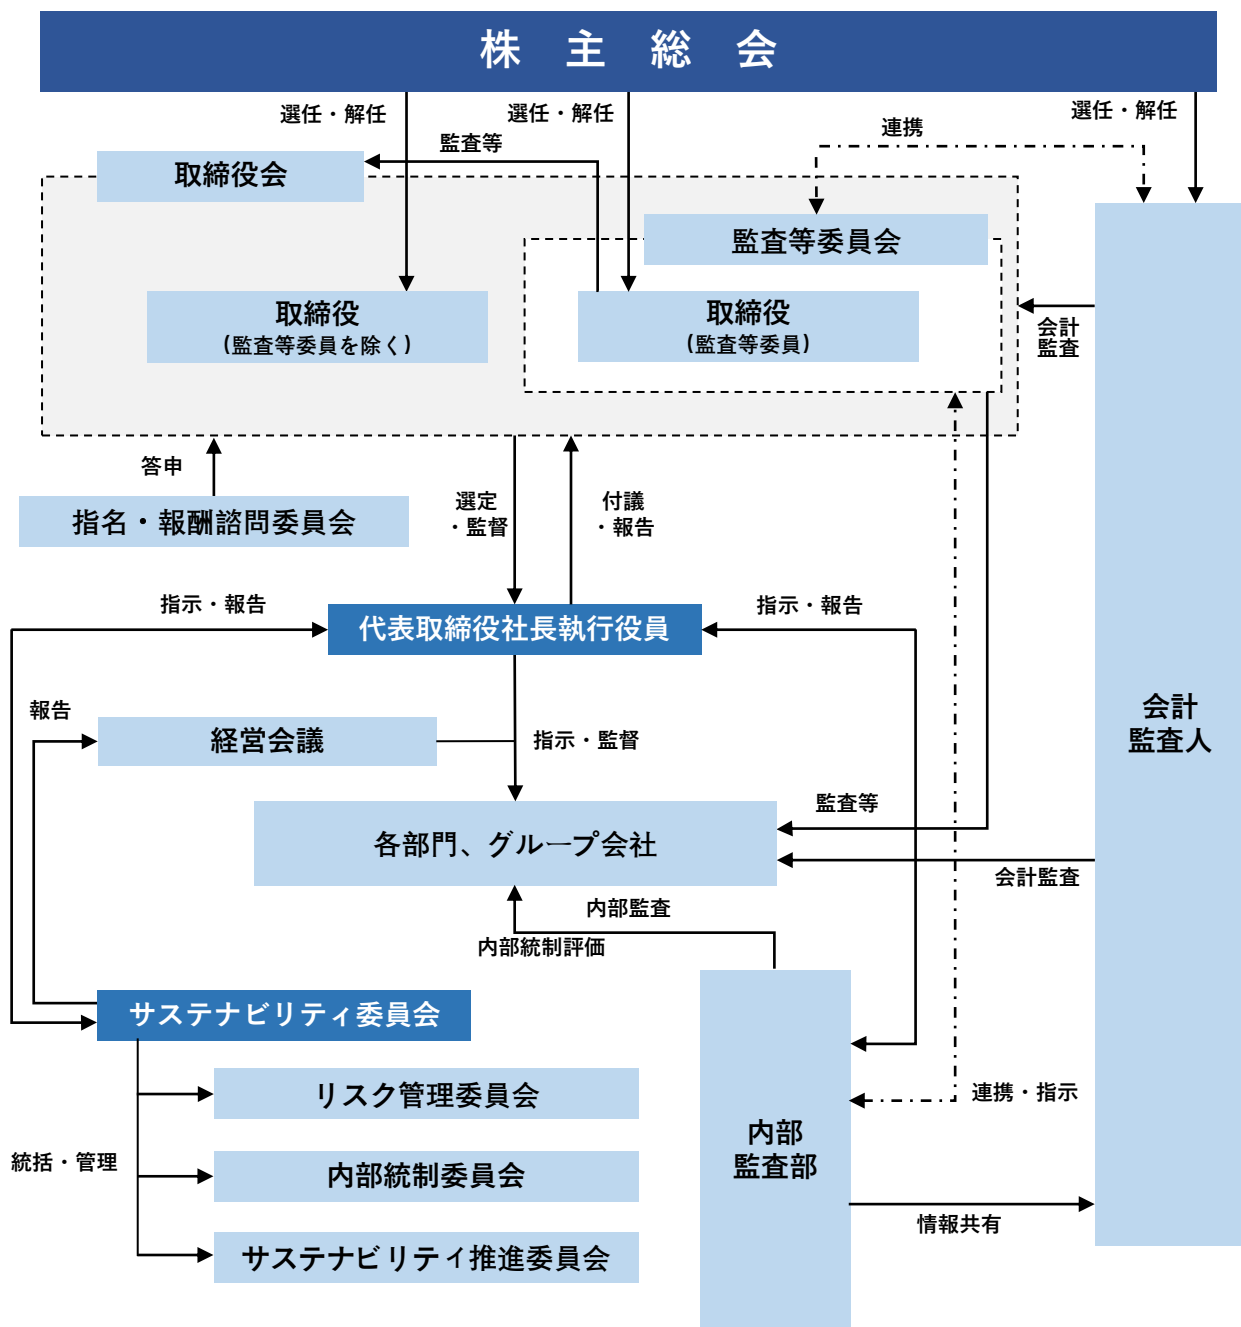 株 主 総 会
選任・解任
選任・解任
選任・解任
連携
監査等
取締役会
監査等委員会
取締役
(監査等委員を除く)
取締役
(監査等委員)
会計
監査
答申
指名・報酬諮問委員会
選定
・監督
付議
・報告
指示・報告
指示・報告
代表取締役社長執行役員
報告
経営会議
指示・監督
会計
監査人
監査等
各部門、グループ会社
会計監査
内部監査
内部統制評価
サステナビリティ委員会
リスク管理委員会
連携・指示
内部
監査部
統括・管理
内部統制委員会
情報共有
サステナビリティ推進委員会